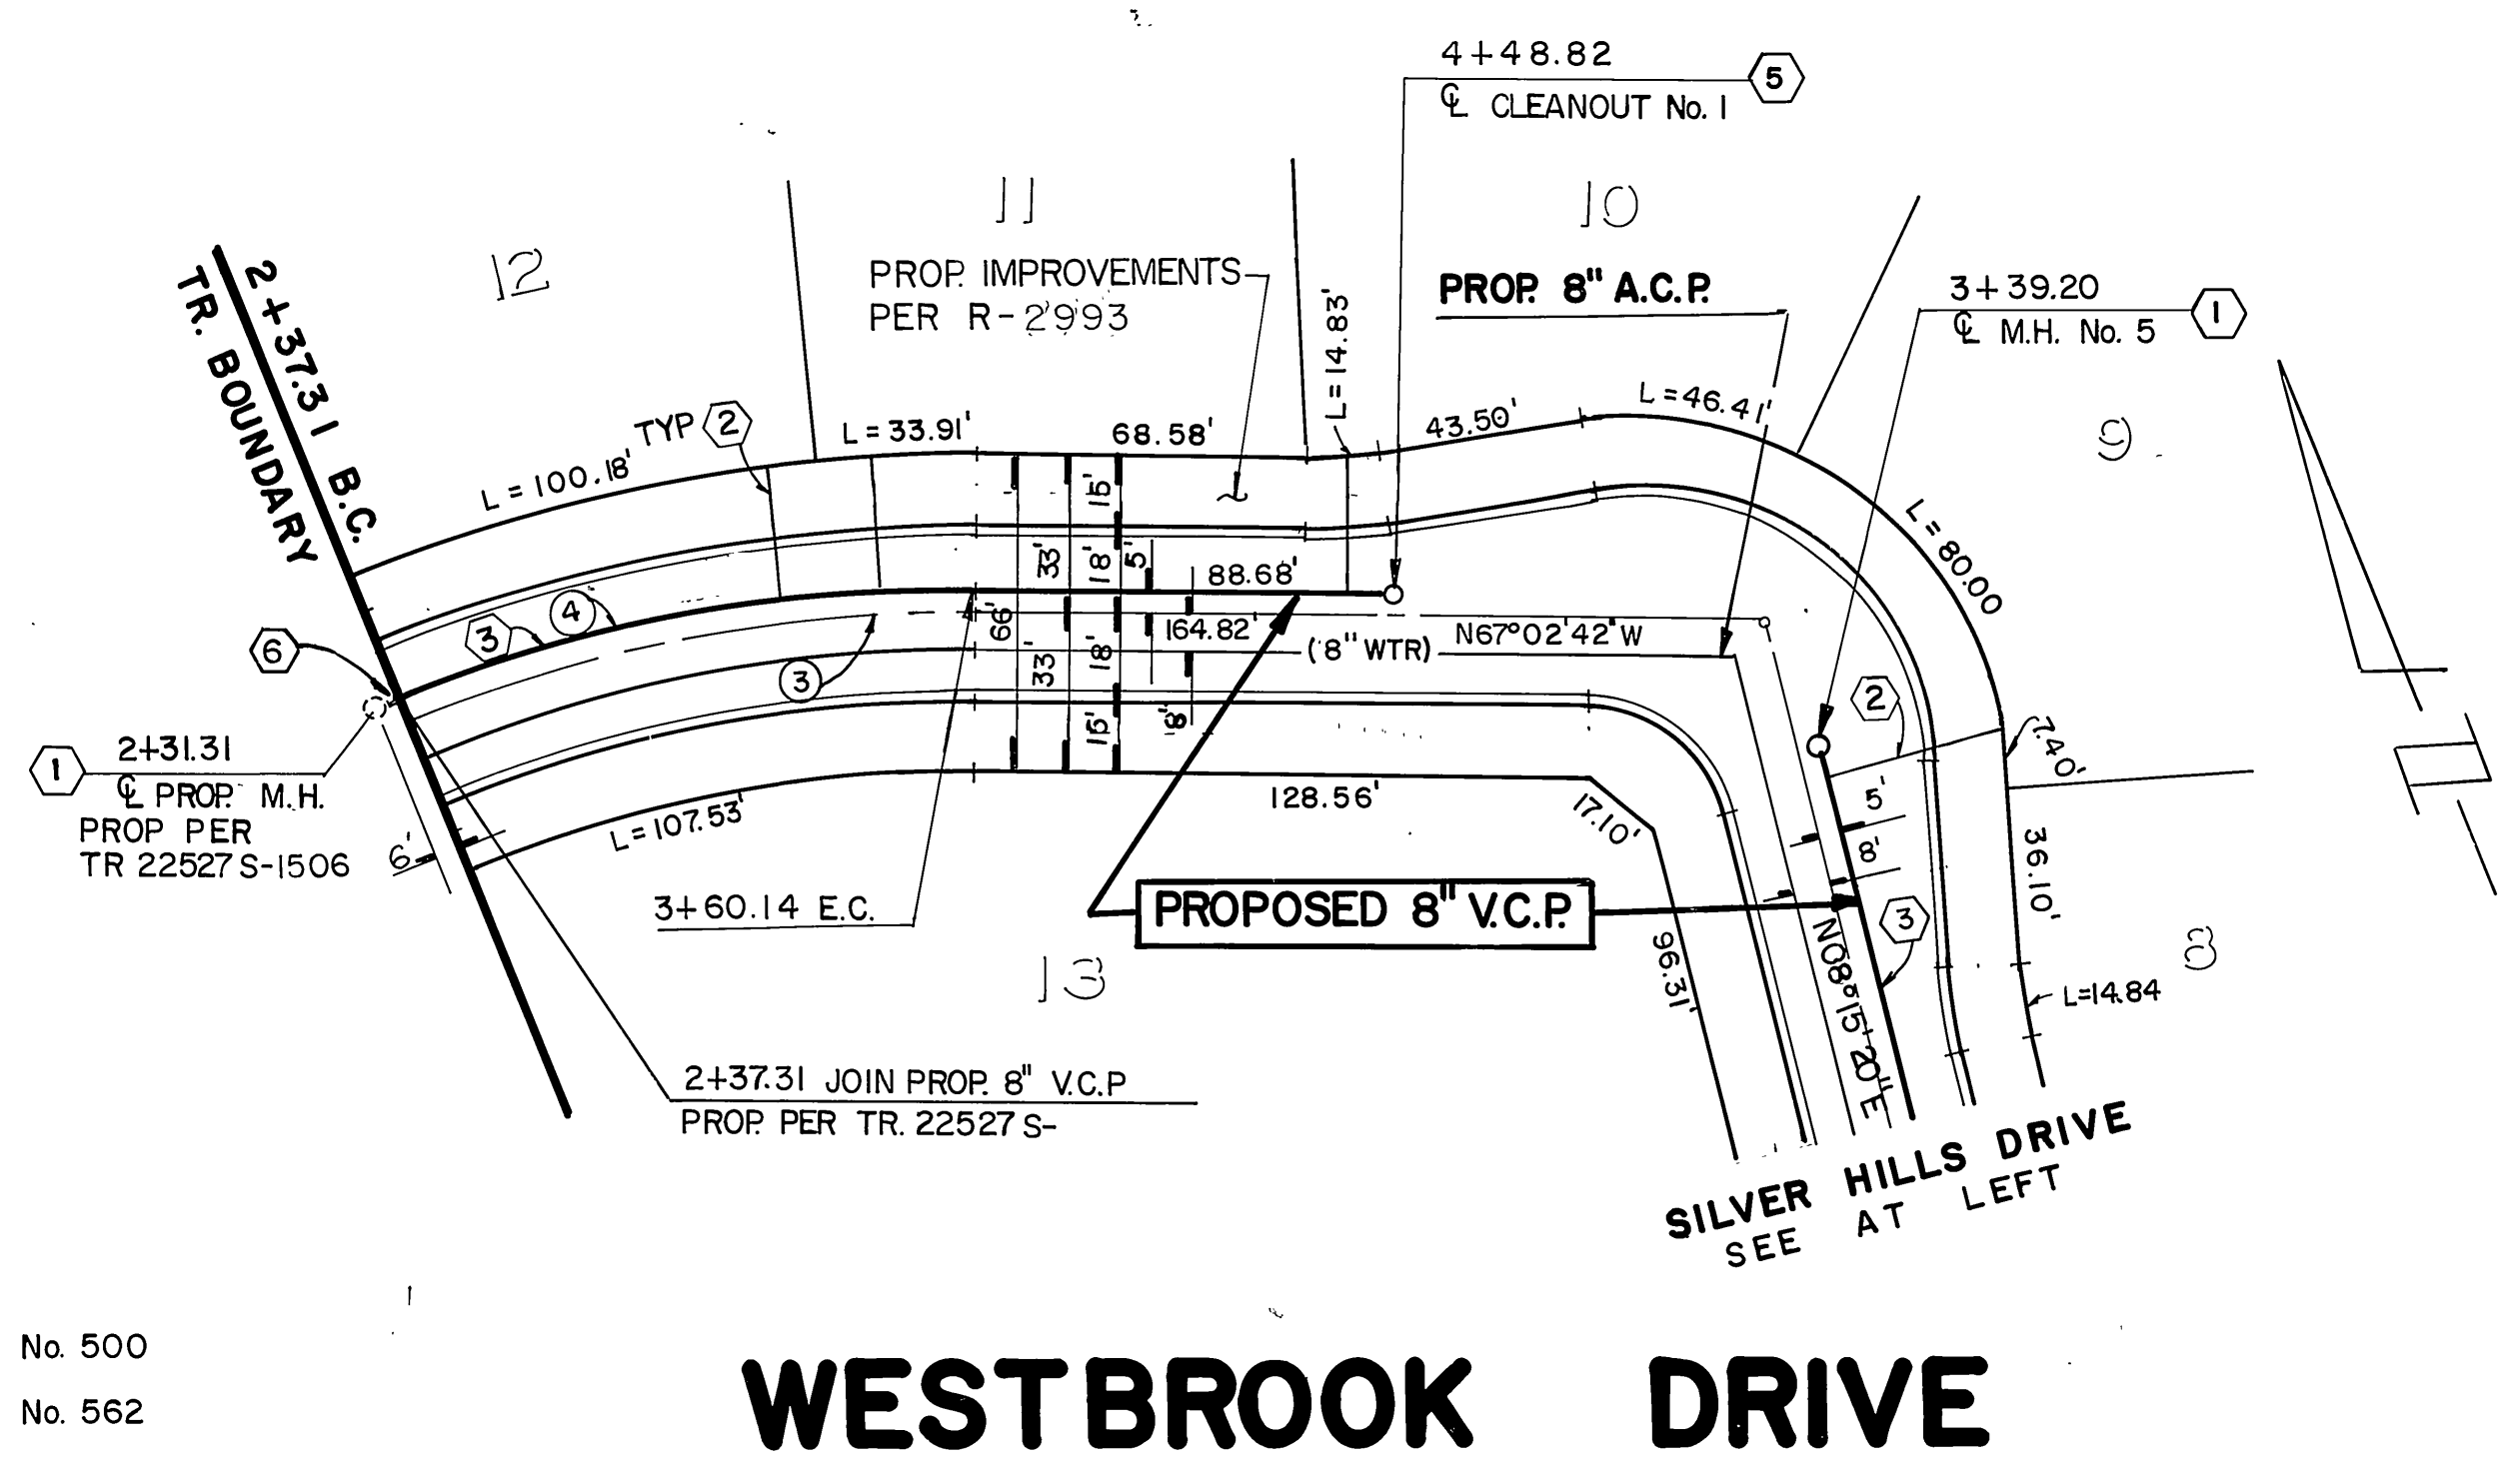 4+48.82
5
℄ CLEANOUT No. 1
11
10
12
PROP. IMPROVEMENTS
PER R-2993
PROP. 8" A.C.P.
3+39.20
1
℄ M.H. No. 5
2+37.31 B.C.
TR. BOUNDARY
L=14.83'
9
TYP 2
L=100.18'
L=33.91'
68.58'
43.50'
L=46.41'
L=80.00
15'
33'
18'
5'
88.68'
4
3
66'
164.82'
N67°02'42"W
(8" WTR)
6
33'
18'
3
2
15'
8'
7.40'
1
2+31.31
℄ PROP. M.H.
PROP PER
TR 22527 S-1506
6'
L=107.53'
128.56'
17.10'
5'
8'
36.10'
3+60.14 E.C.
PROPOSED 8" V.C.P.
3
13
96.31'
N08°15'20"E
8
L=14.84
2+37.31 JOIN PROP. 8" V.C.P
PROP. PER TR. 22527 S-
SILVER HILLS DRIVE
SEE AT LEFT
No. 500
No. 562
WESTBROOK DRIVE